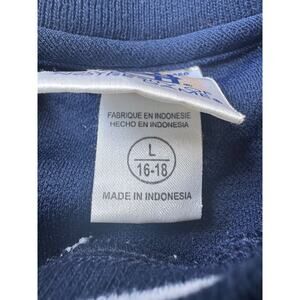 FABRIQUE EN INDONESIE
HECHO EN INDONESIA
L
16-18
MADE IN INDONESIA